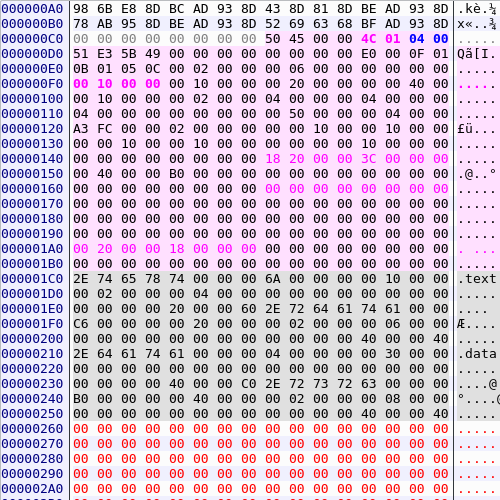 000000A0 98 6B E8 8D BC AD 93 8D 43 8D 81 8D BE AD 93 8D .kè.¼
000000B0 78 AB 95 8D BE AD 93 8D 52 69 63 68 BF AD 93 8D x«..¾
000000C0 00 00 00 00 00 00 00 00 50 45 00 00 4C 01 04 00 .....
000000D0 51 E3 5B 49 00 00 00 00 00 00 00 00 E0 00 0F 01 Qã[I.
000000E0 0B 01 05 0C 00 02 00 00 00 06 00 00 00 00 00 00 .....
000000F0 00 10 00 00 00 10 00 00 00 20 00 00 00 00 40 00 .....
00000100 00 10 00 00 00 02 00 00 04 00 00 00 04 00 00 00 .....
00000110 04 00 00 00 00 00 00 00 00 50 00 00 00 04 00 00 .....
00000120 A3 FC 00 00 02 00 00 00 00 00 10 00 00 10 00 00 £ü...
00000130 00 00 10 00 00 10 00 00 00 00 00 00 10 00 00 00 .....
00000140 00 00 00 00 00 00 00 00 18 20 00 00 3C 00 00 00 .....
00000150 00 40 00 00 B0 00 00 00 00 00 00 00 00 00 00 00 .@..°
00000160 00 00 00 00 00 00 00 00 00 00 00 00 00 00 00 00 .....
00000170 00 00 00 00 00 00 00 00 00 00 00 00 00 00 00 00 .....
00000180 00 00 00 00 00 00 00 00 00 00 00 00 00 00 00 00 .....
00000190 00 00 00 00 00 00 00 00 00 00 00 00 00 00 00 00 .....
000001A0 00 20 00 00 18 00 00 00 00 00 00 00 00 00 00 00 . ...
000001B0 00 00 00 00 00 00 00 00 00 00 00 00 00 00 00 00 .....
000001C0 2E 74 65 78 74 00 00 00 6A 00 00 00 00 10 00 00 .text
000001D0 00 02 00 00 00 04 00 00 00 00 00 00 00 00 00 00 .....
000001E0 00 00 00 00 20 00 00 60 2E 72 64 61 74 61 00 00 .... 
000001F0 C6 00 00 00 00 20 00 00 00 02 00 00 00 06 00 00 Æ....
00000200 00 00 00 00 00 00 00 00 00 00 00 00 40 00 00 40 .....
00000210 2E 64 61 74 61 00 00 00 04 00 00 00 00 30 00 00 .data
00000220 00 00 00 00 00 00 00 00 00 00 00 00 00 00 00 00 .....
00000230 00 00 00 00 40 00 00 C0 2E 72 73 72 63 00 00 00 ....@
00000240 B0 00 00 00 00 40 00 00 00 02 00 00 00 08 00 00 °....@
00000250 00 00 00 00 00 00 00 00 00 00 00 00 40 00 00 40 .....
00000260 00 00 00 00 00 00 00 00 00 00 00 00 00 00 00 00 .....
00000270 00 00 00 00 00 00 00 00 00 00 00 00 00 00 00 00 .....
00000280 00 00 00 00 00 00 00 00 00 00 00 00 00 00 00 00 .....
00000290 00 00 00 00 00 00 00 00 00 00 00 00 00 00 00 00 .....
000002A0 00 00 00 00 00 00 00 00 00 00 00 00 00 00 00 00 .....